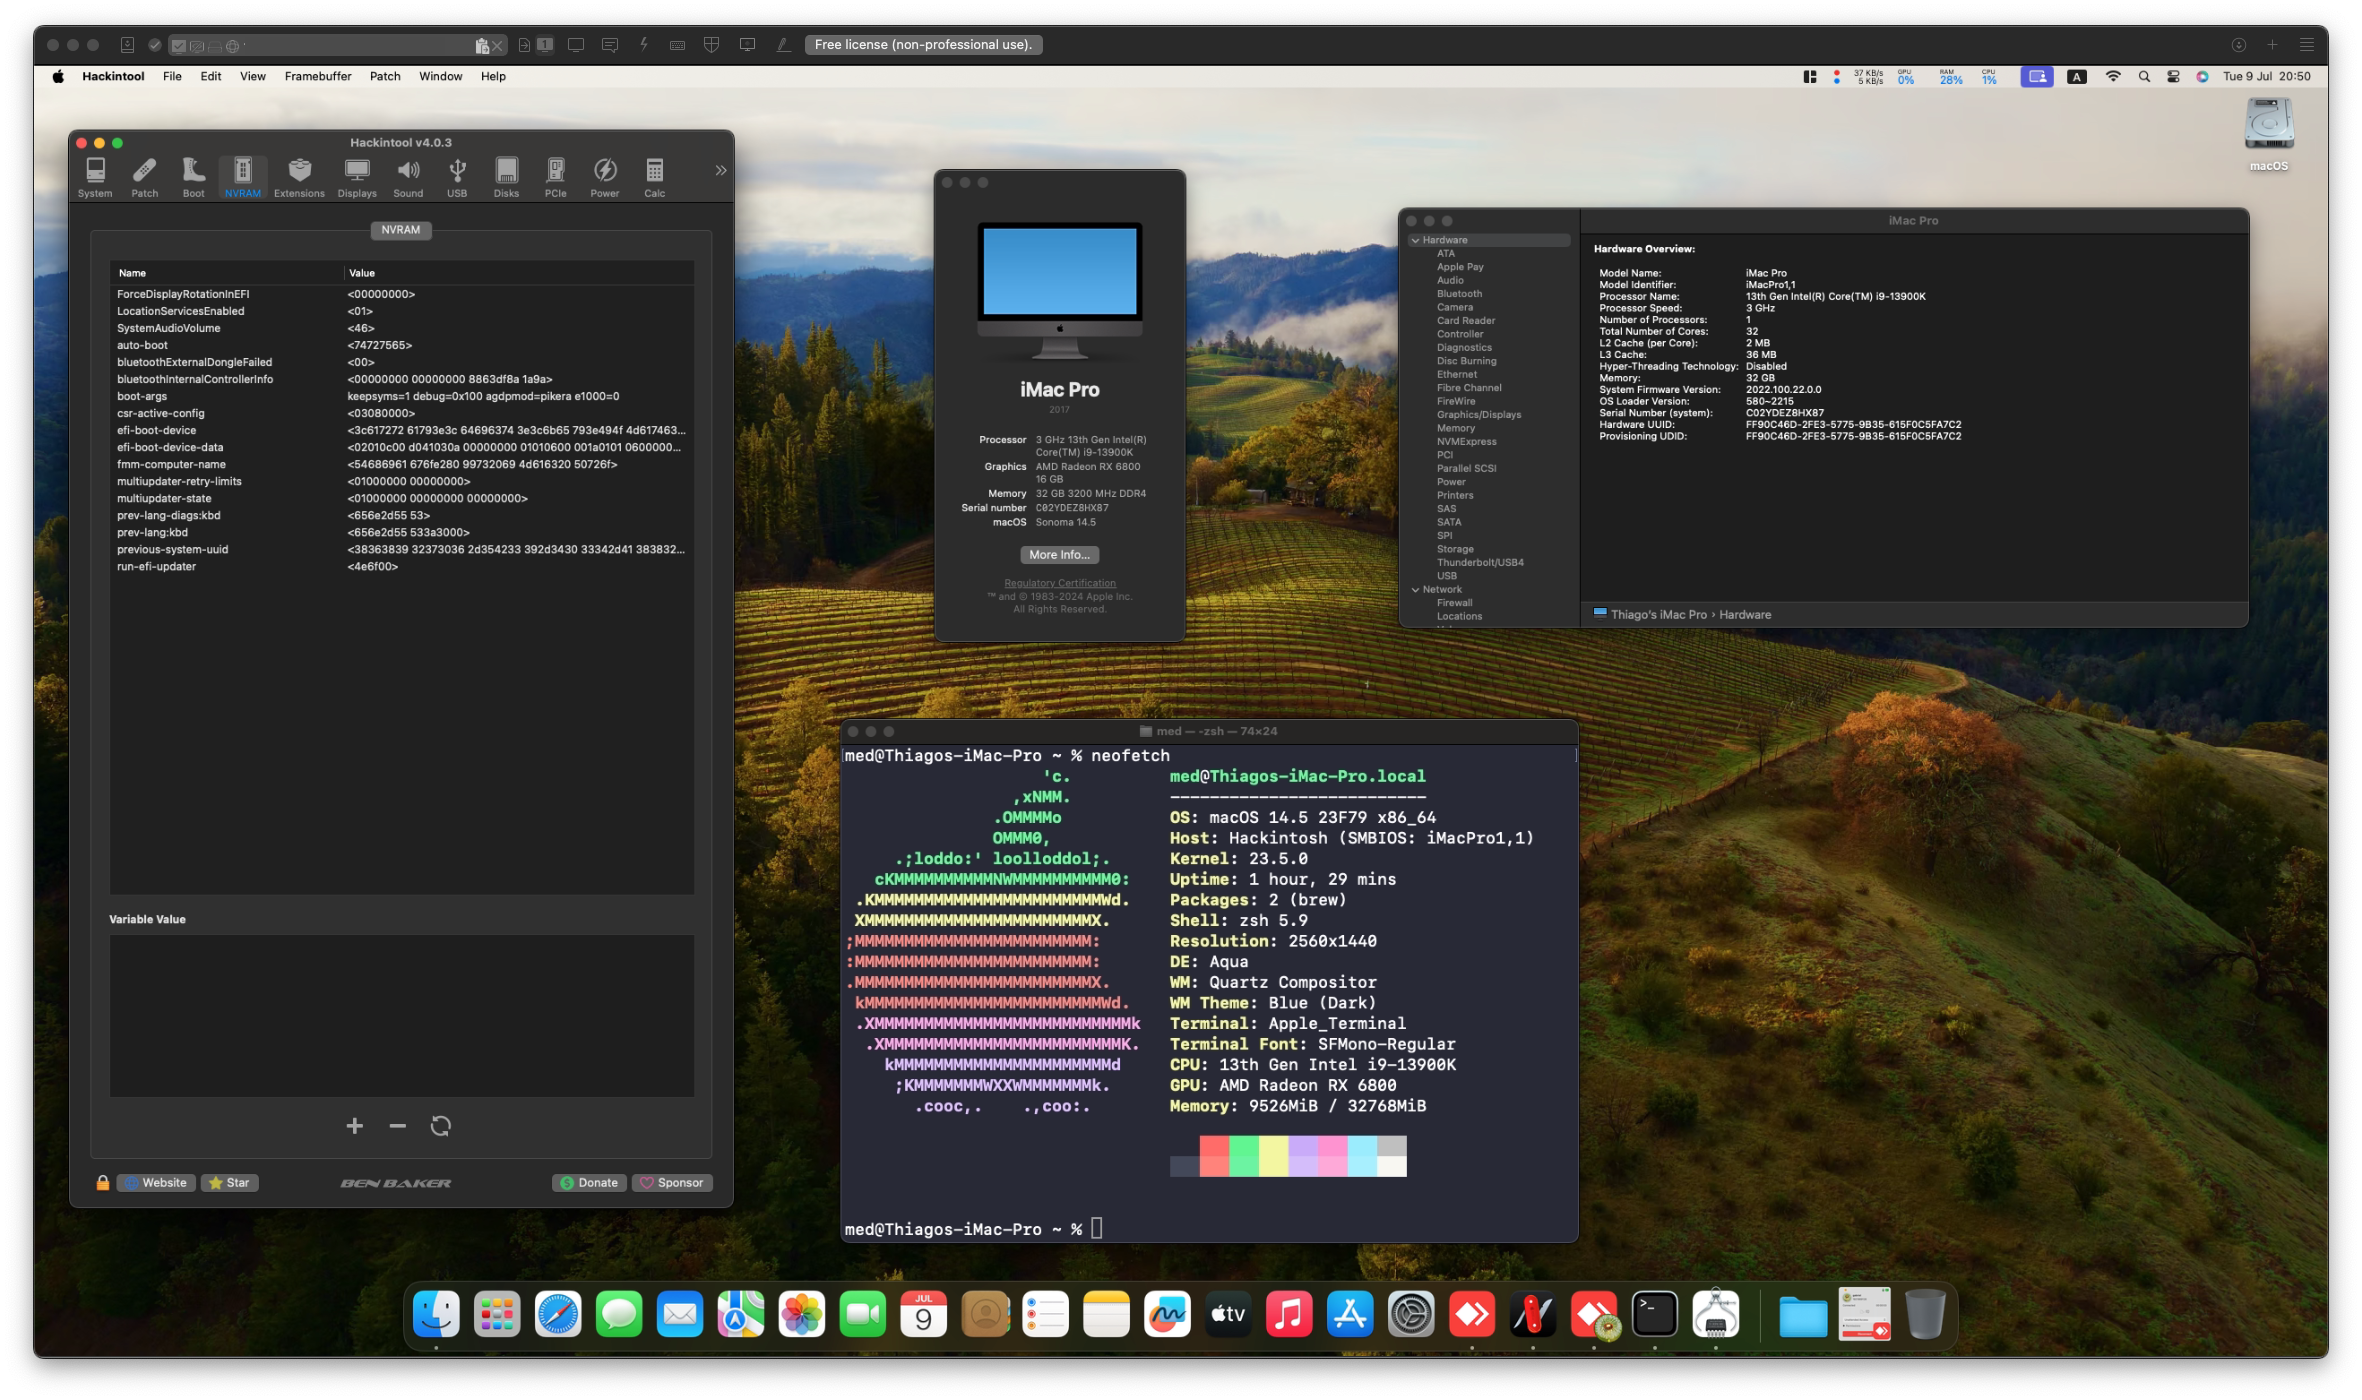 Free license (non-professional use).
Hackintool File Edit View Framebuffer Patch Window Help
37 KB/s
5 KB/s
GPU
0%
RAM
28%
CPU
1%
A
Tue 9 Jul 20:50
macOS
Hackintool v4.0.3
System Patch Boot NVRAM Extensions Displays Sound USB Disks PCIe Power Calc
NVRAM
Name Value
ForceDisplayRotationInEFI <00000000>
LocationServicesEnabled <01>
SystemAudioVolume <46>
auto-boot <74727565>
bluetoothExternalDongleFailed <00>
bluetoothInternalControllerInfo <00000000 00000000 8863df8a 1a9a>
boot-args keepsyms=1 debug=0x100 agdpmod=pikera e1000=0
csr-active-config <03080000>
efi-boot-device <3c617272 61793e3c 64696374 3e3c6b65 793e494f 4d617463...
efi-boot-device-data <02010c00 d041030a 00000000 01010600 001a0101 0600000...
fmm-computer-name <54686961 676fe280 99732069 4d616320 50726f>
multiupdater-retry-limits <01000000 00000000>
multiupdater-state <01000000 00000000 00000000>
prev-lang-diags:kbd <656e2d55 53>
prev-lang:kbd <656e2d55 533a3000>
previous-system-uuid <38363839 32373036 2d354233 392d3430 33342d41 383832...
run-efi-updater <4e6f00>
Variable Value
Website Star BEN BAKER Donate Sponsor
iMac Pro
2017
Processor 3 GHz 13th Gen Intel(R)
Core(TM) i9-13900K
Graphics AMD Radeon RX 6800
16 GB
Memory 32 GB 3200 MHz DDR4
Serial number C02YDEZ8HX87
macOS Sonoma 14.5
More Info...
Regulatory Certification
™ and © 1983-2024 Apple Inc.
All Rights Reserved.
iMac Pro
Hardware
ATA
Apple Pay
Audio
Bluetooth
Camera
Card Reader
Controller
Diagnostics
Disc Burning
Ethernet
Fibre Channel
FireWire
Graphics/Displays
Memory
NVMExpress
PCI
Parallel SCSI
Power
Printers
SAS
SATA
SPI
Storage
Thunderbolt/USB4
USB
Network
Firewall
Locations
Hardware Overview:
Model Name: iMac Pro
Model Identifier: iMacPro1,1
Processor Name: 13th Gen Intel(R) Core(TM) i9-13900K
Processor Speed: 3 GHz
Number of Processors: 1
Total Number of Cores: 32
L2 Cache (per Core): 2 MB
L3 Cache: 36 MB
Hyper-Threading Technology: Disabled
Memory: 32 GB
System Firmware Version: 2022.100.22.0.0
OS Loader Version: 580~2215
Serial Number (system): C02YDEZ8HX87
Hardware UUID: FF90C46D-2FE3-5775-9B35-615F0C5FA7C2
Provisioning UDID: FF90C46D-2FE3-5775-9B35-615F0C5FA7C2
Thiago's iMac Pro › Hardware
med — -zsh — 74×24
med@Thiagos-iMac-Pro ~ % neofetch
'c. med@Thiagos-iMac-Pro.local
,xNMM. --------------------------
.OMMMMo OS: macOS 14.5 23F79 x86_64
OMMM0, Host: Hackintosh (SMBIOS: iMacPro1,1)
.;loddo:' loolloddol;. Kernel: 23.5.0
cKMMMMMMMMMMNWMMMMMMMMMM0: Uptime: 1 hour, 29 mins
.KMMMMMMMMMMMMMMMMMMMMMMMWd. Packages: 2 (brew)
XMMMMMMMMMMMMMMMMMMMMMMMX. Shell: zsh 5.9
;MMMMMMMMMMMMMMMMMMMMMMMM: Resolution: 2560x1440
:MMMMMMMMMMMMMMMMMMMMMMMM: DE: Aqua
.MMMMMMMMMMMMMMMMMMMMMMMMX. WM: Quartz Compositor
kMMMMMMMMMMMMMMMMMMMMMMMMWd. WM Theme: Blue (Dark)
.XMMMMMMMMMMMMMMMMMMMMMMMMMMk Terminal: Apple_Terminal
.XMMMMMMMMMMMMMMMMMMMMMMMMK. Terminal Font: SFMono-Regular
kMMMMMMMMMMMMMMMMMMMMMMd CPU: 13th Gen Intel i9-13900K
;KMMMMMMMWXXWMMMMMMMk. GPU: AMD Radeon RX 6800
.cooc,. .,coo:. Memory: 9526MiB / 32768MiB
med@Thiagos-iMac-Pro ~ %
JUL
9
tv